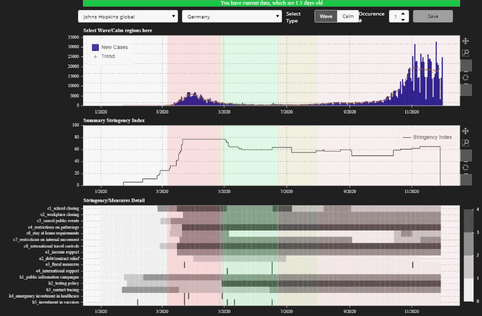 You have current data, which are 1.5 days old
Johns Hopkins global
Germany
Select Type
Wave
Calm
Occurence
1
Save
Select Wave/Calm regions here
New Cases
Trend
35000
30000
25000
20000
15000
10000
5000
0
1/2020
3/2020
5/2020
7/2020
9/2020
11/2020
Summary Stringency Index
Stringency Index
100
80
60
40
20
0
1/2020
3/2020
5/2020
7/2020
9/2020
11/2020
Stringency/Measures Detail
c1_school closing
c2_workplace closing
c3_cancel public events
c4_restrictions on gatherings
c6_stay at home requirements
c7_restrictions on internal movement
c8_international travel controls
e1_income support
e2_debt/contract relief
e3_fiscal measures
e4_international support
h1_public information campaigns
h2_testing policy
h3_contact tracing
h4_emergency investment in healthcare
h5_investment in vaccines
4
3
2
1
0
1/2020
3/2020
5/2020
7/2020
9/2020
11/2020